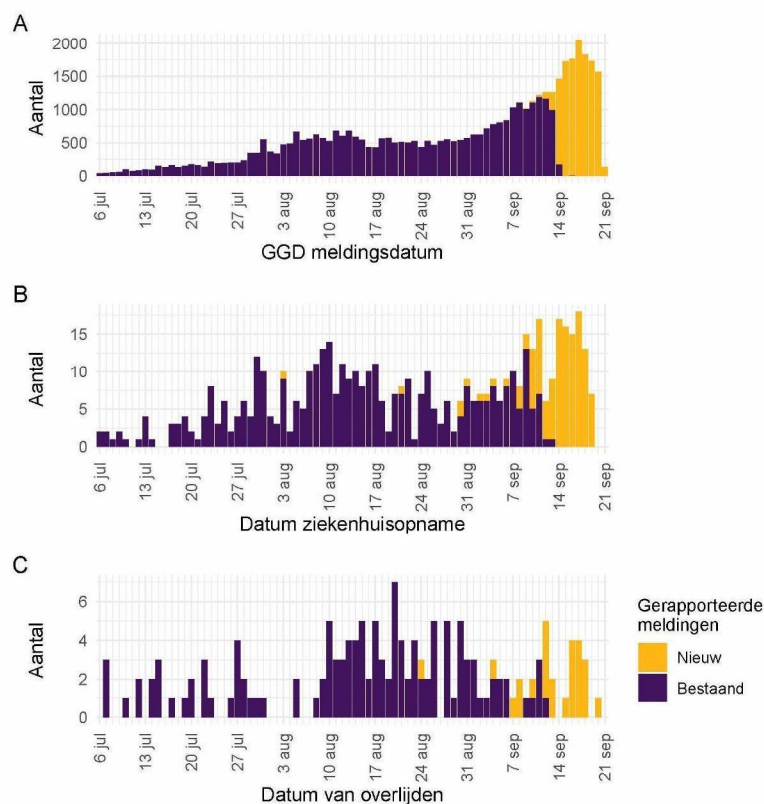 A
2000
1500
1000
500
0
Aantal
6 jul
13 jul
20 jul
27 jul
3 aug
10 aug
17 aug
24 aug
31 aug
7 sep
14 sep
21 sep
GGD meldingsdatum
B
15
10
5
0
Aantal
6 jul
13 jul
20 jul
27 jul
3 aug
10 aug
17 aug
24 aug
31 aug
7 sep
14 sep
21 sep
Datum ziekenhuisopname
C
6
4
2
0
Aantal
6 jul
13 jul
20 jul
27 jul
3 aug
10 aug
17 aug
24 aug
31 aug
7 sep
14 sep
21 sep
Datum van overlijden
Gerapporteerde
meldingen
Nieuw
Bestaand